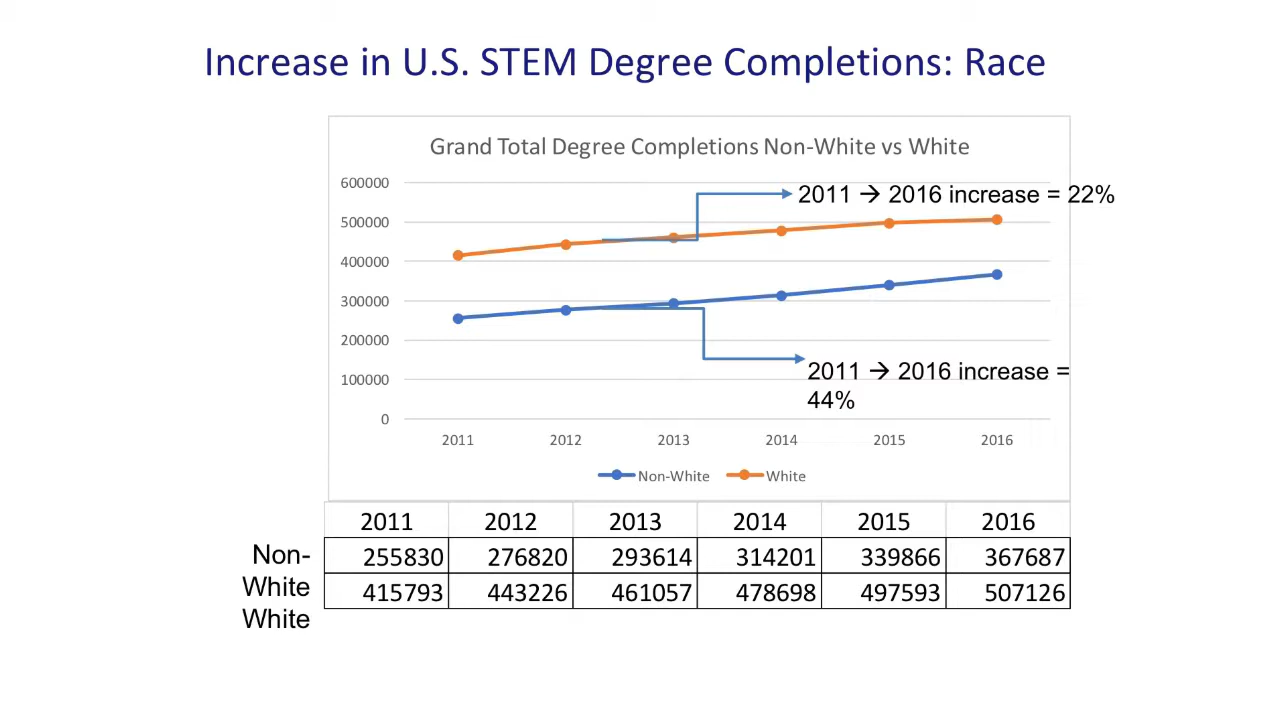 Increase in U.S. STEM Degree Completions: Race
Grand Total Degree Completions Non-White vs White
600000
2011 → 2016 increase = 22%
500000
400000
300000
200000
2011 → 2016 increase =
100000
44%
0
2011 2012 2013 2014 2015 2016
Non-White White
2011 2012 2013 2014 2015 2016
Non-
White
255830 276820 293614 314201 339866 367687
White
415793 443226 461057 478698 497593 507126